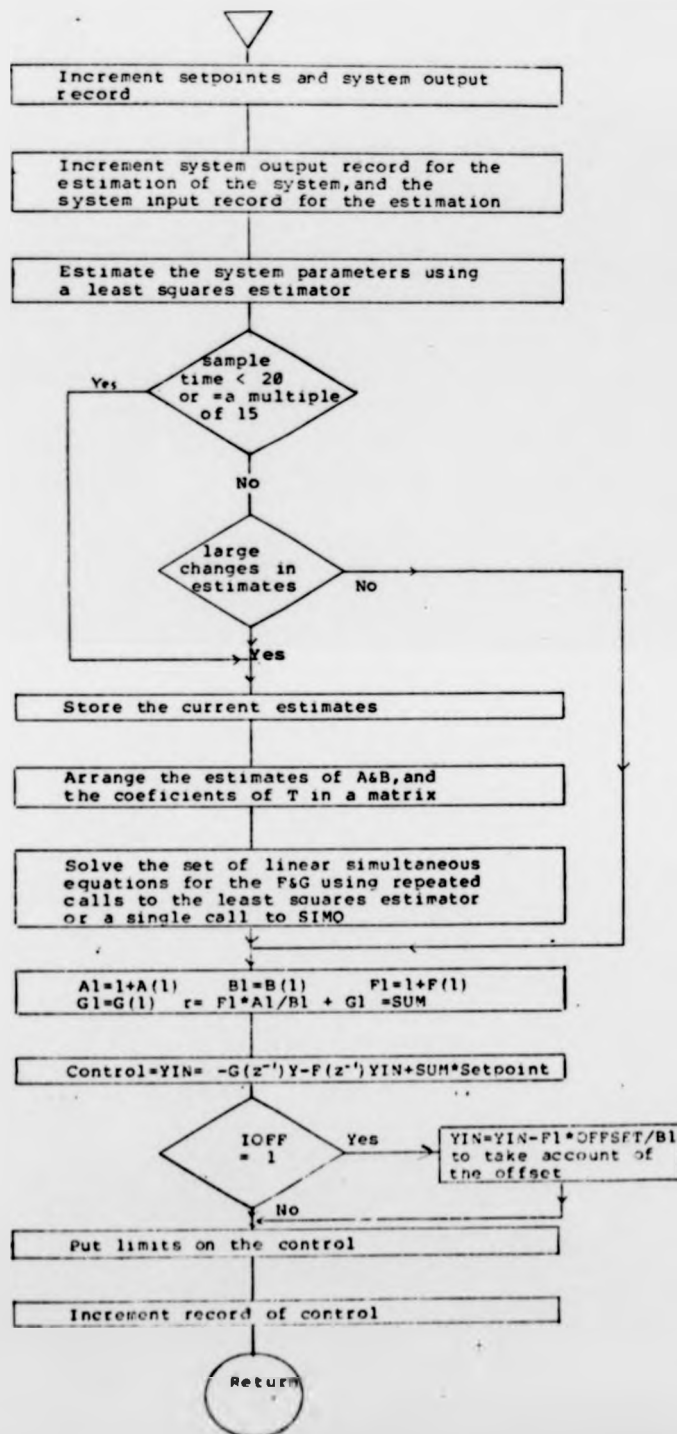 Increment setpoints and system output
record
Increment system output record for the
estimation of the system,and the
system input record for the estimation
Estimate the system parameters using
a least squares estimator
sample
time < 20
or =a multiple
of 15
Yes
No
large
changes in
estimates
No
Yes
Store the current estimates
Arrange the estimates of A&B,and
the coeficients of T in a matrix
Solve the set of linear simultaneous
equations for the F&G using repeated
calls to the least squares estimator
or a single call to SIMO
A1=1+A(1) B1=B(1) F1=1+F(1)
G1=G(1) r= F1*A1/B1 + G1 =SUM
Control=YIN= -G(z⁻¹)Y-F(z⁻¹)YIN+SUM*Setpoint
IOFF
= 1
Yes
YIN=YIN-F1*OFFSET/B1
to take account of
the offset
No
Put limits on the control
Increment record of control
Return